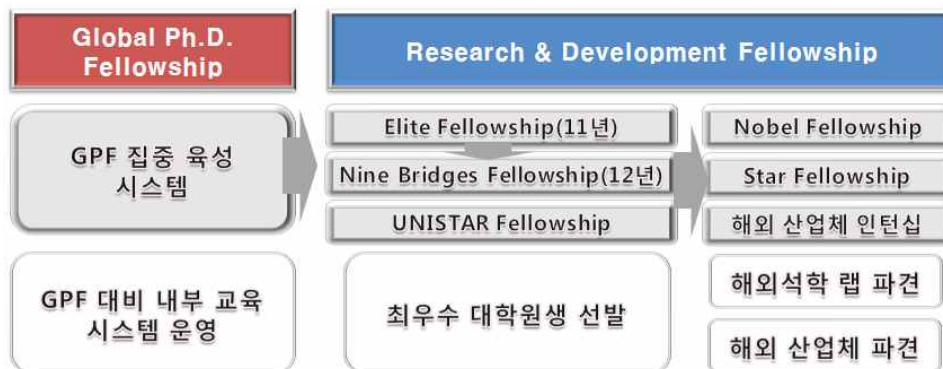 Global Ph.D.
Fellowship
Research & Development Fellowship
GPF 집중 육성
시스템
Elite Fellowship(11년)
Nine Bridges Fellowship(12년)
UNISTAR Fellowship
Nobel Fellowship
Star Fellowship
해외 산업체 인턴십
GPF 대비 내부 교육
시스템 운영
최우수 대학원생 선발
해외석학 랩 파견
해외 산업체 파견